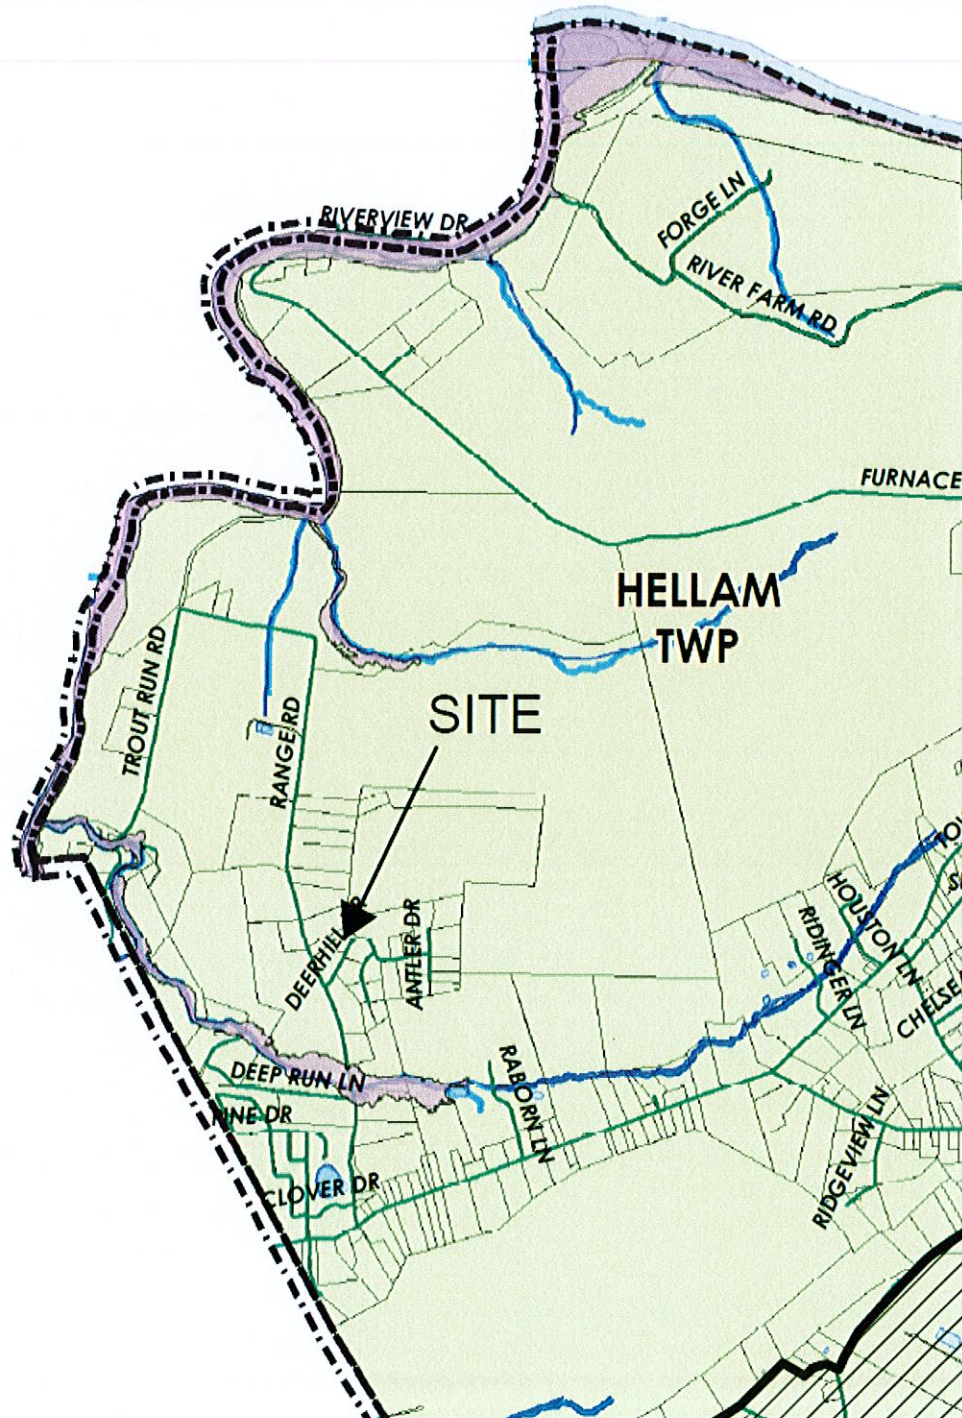 RIVERVIEW DR
FORGE LN
RIVER FARM RD
FURNACE
HELLAM
TWP
TROUT RUN RD
RANGE RD
SITE
DEERHILL
ANTLER DR
HOUSTON LN
RIDINGER LN
DEEP RUN LN
RABORN LN
PINE DR
CLOVER DR
RIDGEVIEW LN